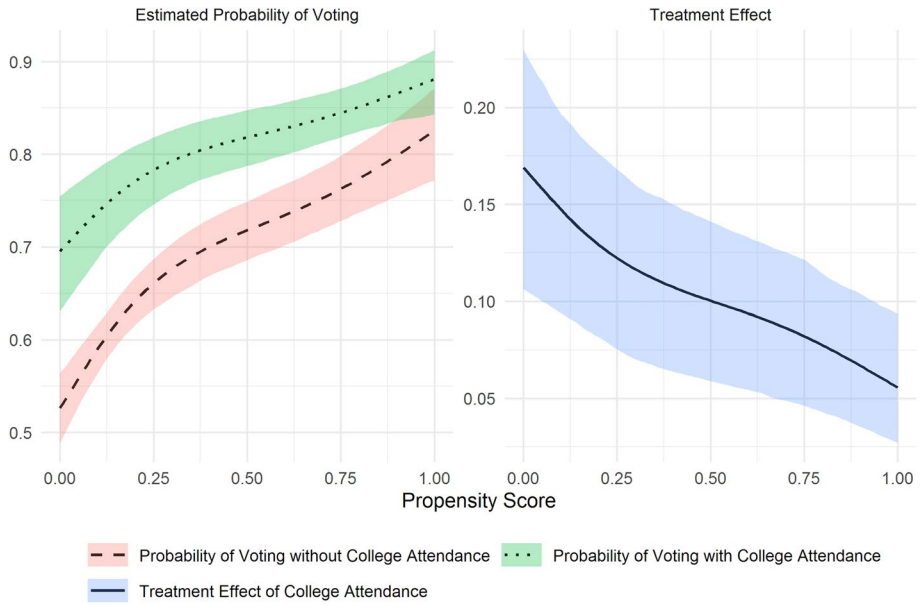 Estimated Probability of Voting
Treatment Effect
0.9
0.8
0.7
0.6
0.5
0.20
0.15
0.10
0.05
0.00 0.25 0.50 0.75 1.00
0.00 0.25 0.50 0.75 1.00
Propensity Score
Probability of Voting without College Attendance
Probability of Voting with College Attendance
Treatment Effect of College Attendance